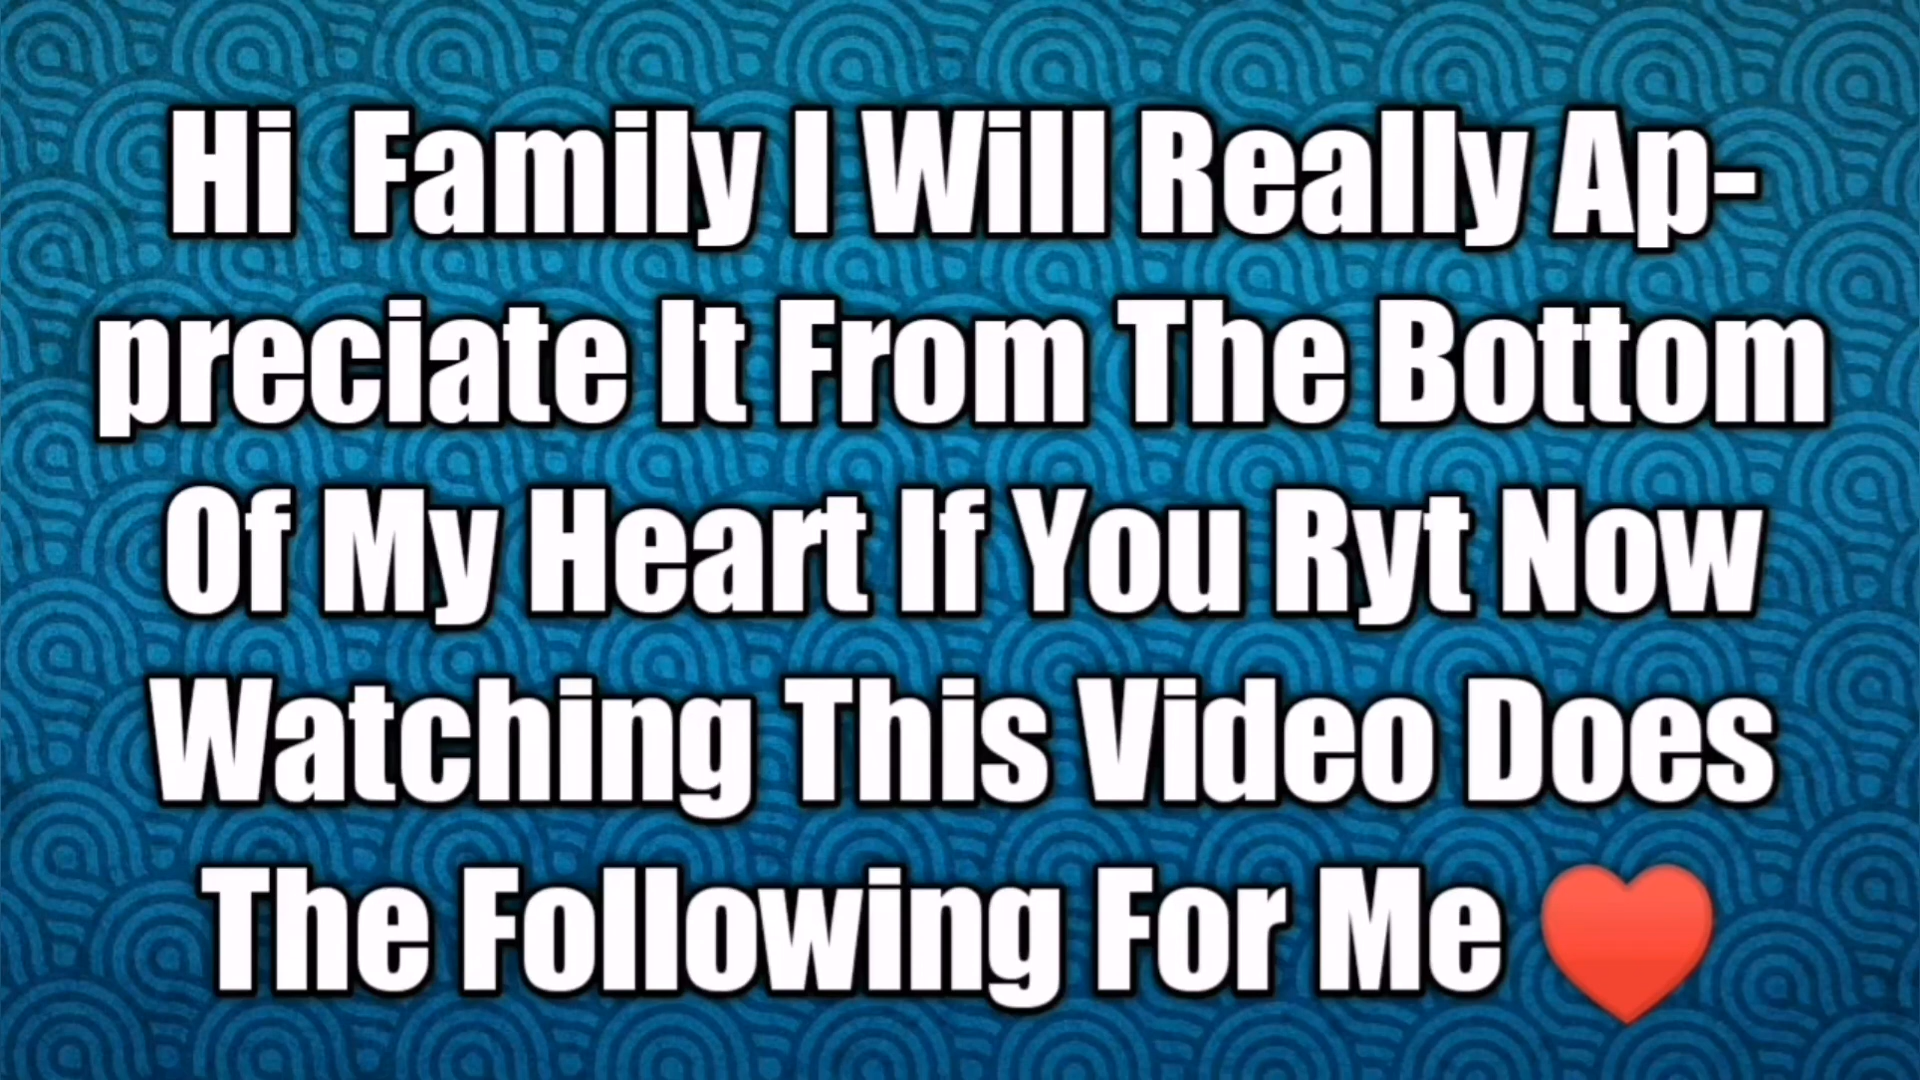 Hi  Family I Will Really Ap-
preciate It From The Bottom
Of My Heart If You Ryt Now
Watching This Video Does
The Following For Me ♥️